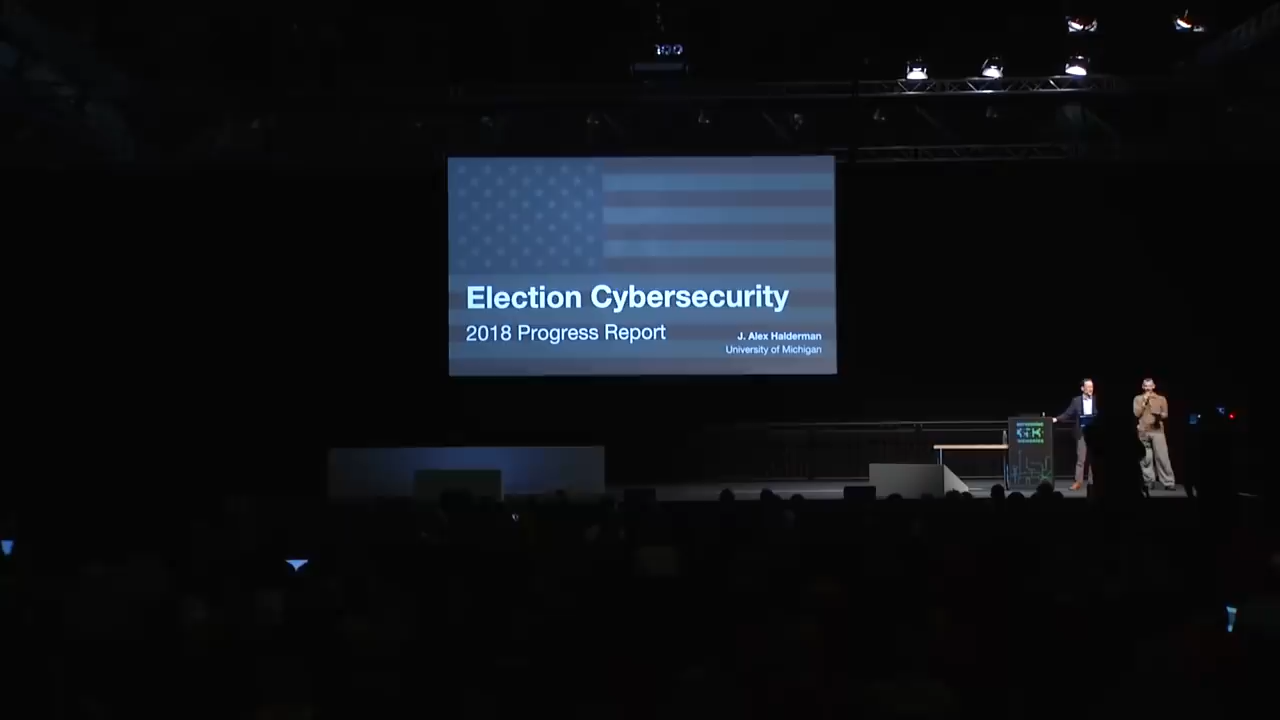 Election Cybersecurity
2018 Progress Report
J. Alex Halderman
University of Michigan